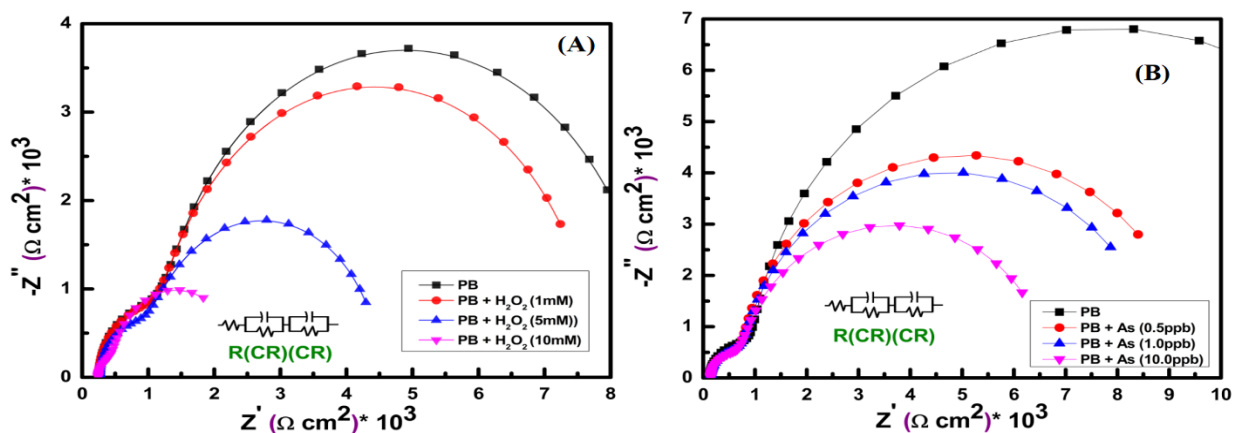 (A)
4
3
2
1
0
-Z'' (Ω cm²)* 10³
0 1 2 3 4 5 6 7 8
Z' (Ω cm²)* 10³
R(CR)(CR)
PB
PB + H₂O₂ (1mM)
PB + H₂O₂ (5mM))
PB + H₂O₂ (10mM)
(B)
7
6
5
4
3
2
1
0
-Z'' (Ω cm²)* 10³
0 1 2 3 4 5 6 7 8 9 10
Z' (Ω cm²)* 10³
R(CR)(CR)
PB
PB + As (0.5ppb)
PB + As (1.0ppb)
PB + As (10.0ppb)